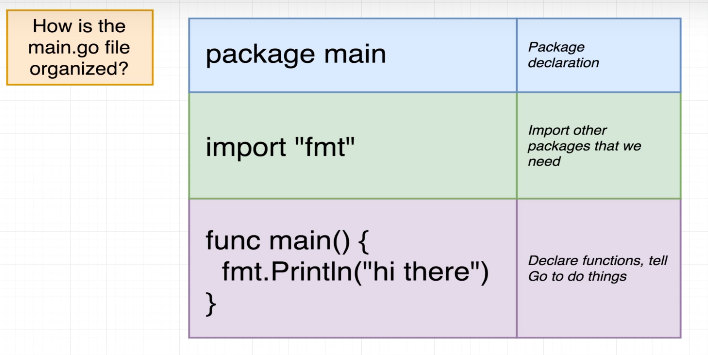 How is the
main.go file
organized?
package main
Package
declaration
import "fmt"
Import other
packages that we
need
func main() {
fmt.Println("hi there")
}
Declare functions, tell
Go to do things